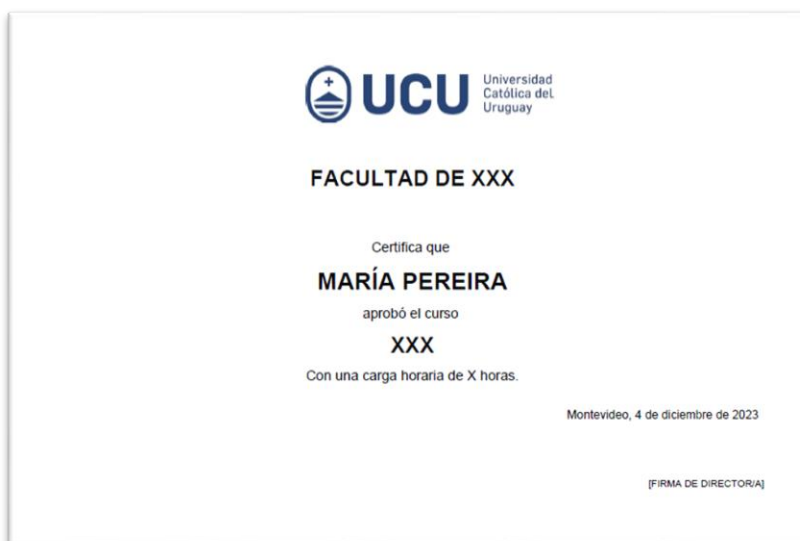 UCU
Universidad
Católica del
Uruguay
FACULTAD DE XXX
Certifica que
MARÍA PEREIRA
aprobó el curso
XXX
Con una carga horaria de X horas.
Montevideo, 4 de diciembre de 2023
[FIRMA DE DIRECTOR/A]